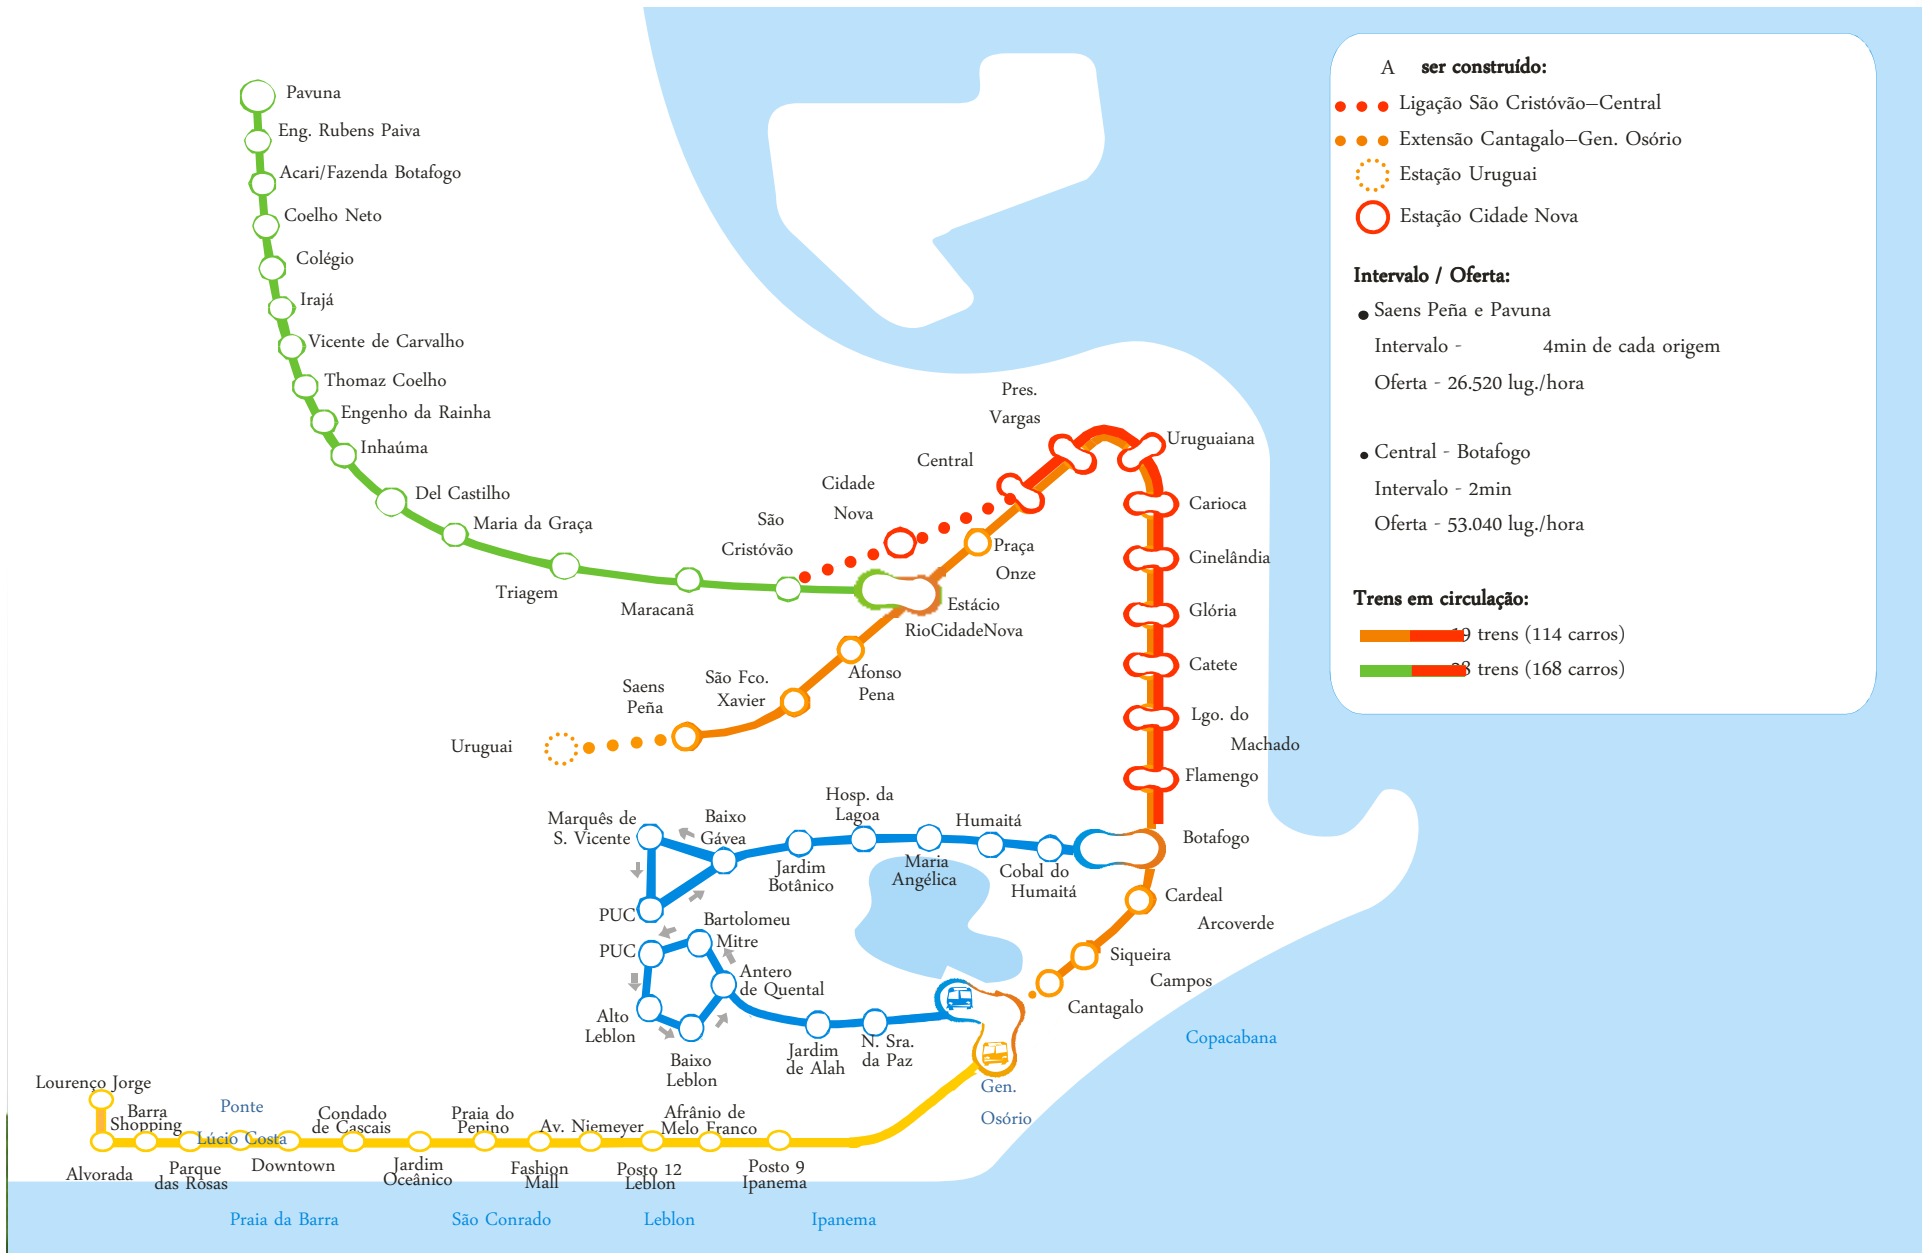 Pavuna
Eng. Rubens Paiva
Acari/Fazenda Botafogo
Coelho Neto
Colégio
Irajá
Vicente de Carvalho
Thomaz Coelho
Engenho da Rainha
Inhaúma
Del Castilho
Maria da Graça
Triagem
Maracanã
São
Cristóvão
Cidade
Nova
Central
Pres.
Vargas
Uruguaiana
Carioca
Cinelândia
Glória
Catete
Lgo. do
Machado
Flamengo
Botafogo
Praça
Onze
Estácio
RioCidadeNova
Afonso
Pena
São Fco.
Xavier
Saens
Peña
Uruguai
Marquês de
S. Vicente
Baixo
Gávea
Hosp. da
Lagoa
Humaitá
Jardim
Botânico
Maria
Angélica
Cobal do
Humaitá
PUC
Cardeal
Arcoverde
Siqueira
Campos
Cantagalo
Copacabana
Bartolomeu
Mitre
PUC
Antero
de Quental
Alto
Leblon
Baixo
Leblon
Jardim
de Alah
N. Sra.
da Paz
Gen.
Osório
Lourenço Jorge
Barra
Shopping
Ponte
Lúcio Costa
Condado
de Cascais
Praia do
Pepino
Av. Niemeyer
Afrânio de
Melo Franco
Alvorada
Parque
das Rosas
Downtown
Jardim
Oceânico
Fashion
Mall
Posto 12
Leblon
Posto 9
Ipanema
Praia da Barra
São Conrado
Leblon
Ipanema
A ser construído:
Ligação São Cristóvão–Central
Extensão Cantagalo–Gen. Osório
Estação Uruguai
Estação Cidade Nova
Intervalo / Oferta:
Saens Peña e Pavuna
Intervalo - 4min de cada origem
Oferta - 26.520 lug./hora
Central - Botafogo
Intervalo - 2min
Oferta - 53.040 lug./hora
Trens em circulação:
trens (114 carros)
trens (168 carros)